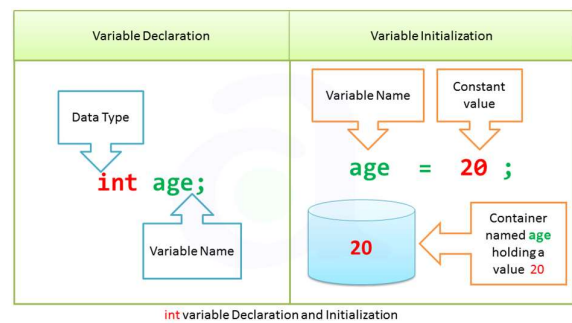 Variable Declaration
Variable Initialization
Data Type
int age;
Variable Name
Variable Name
Constant
value
age = 20 ;
20
Container
named age
holding a
value 20
int variable Declaration and Initialization